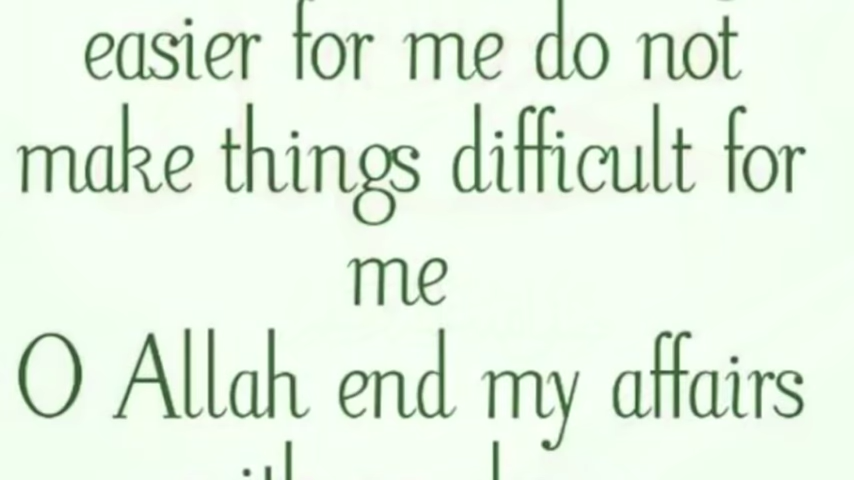 easier for me do not
make things difficult for
me
O Allah end my affairs